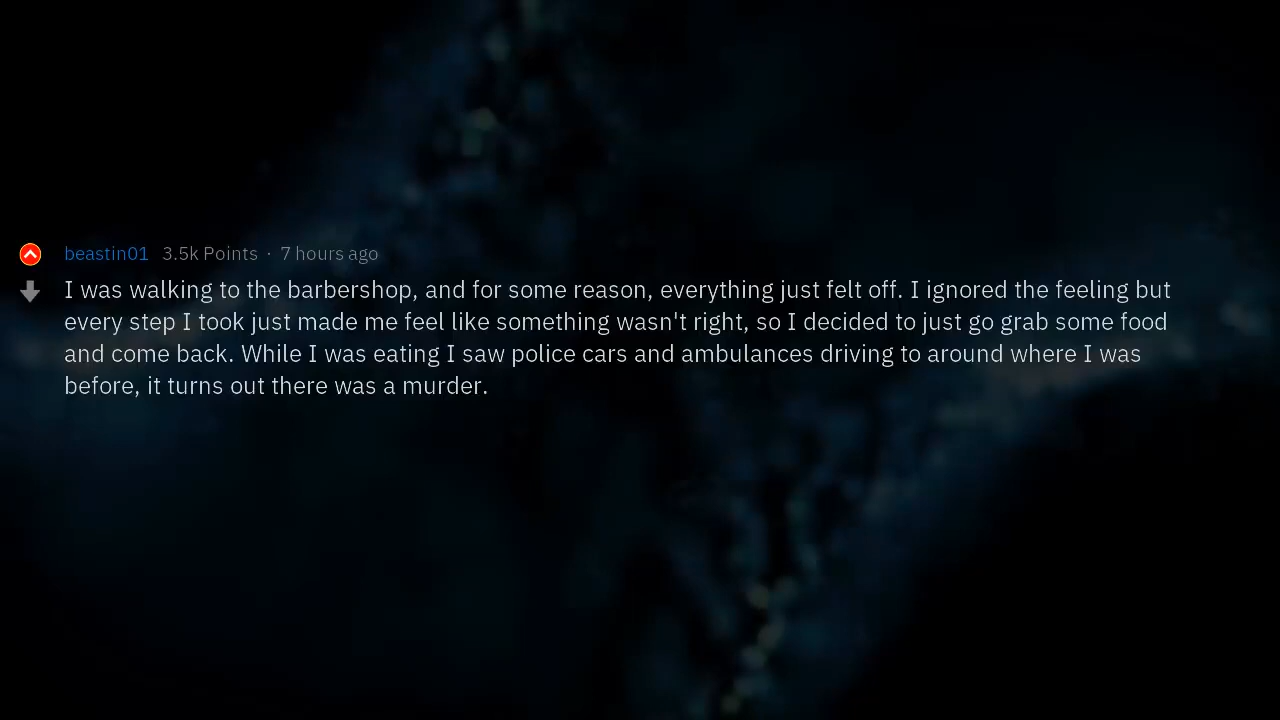 beastin01 3.5k Points · 7 hours ago
I was walking to the barbershop, and for some reason, everything just felt off. I ignored the feeling but
every step I took just made me feel like something wasn't right, so I decided to just go grab some food
and come back. While I was eating I saw police cars and ambulances driving to around where I was
before, it turns out there was a murder.